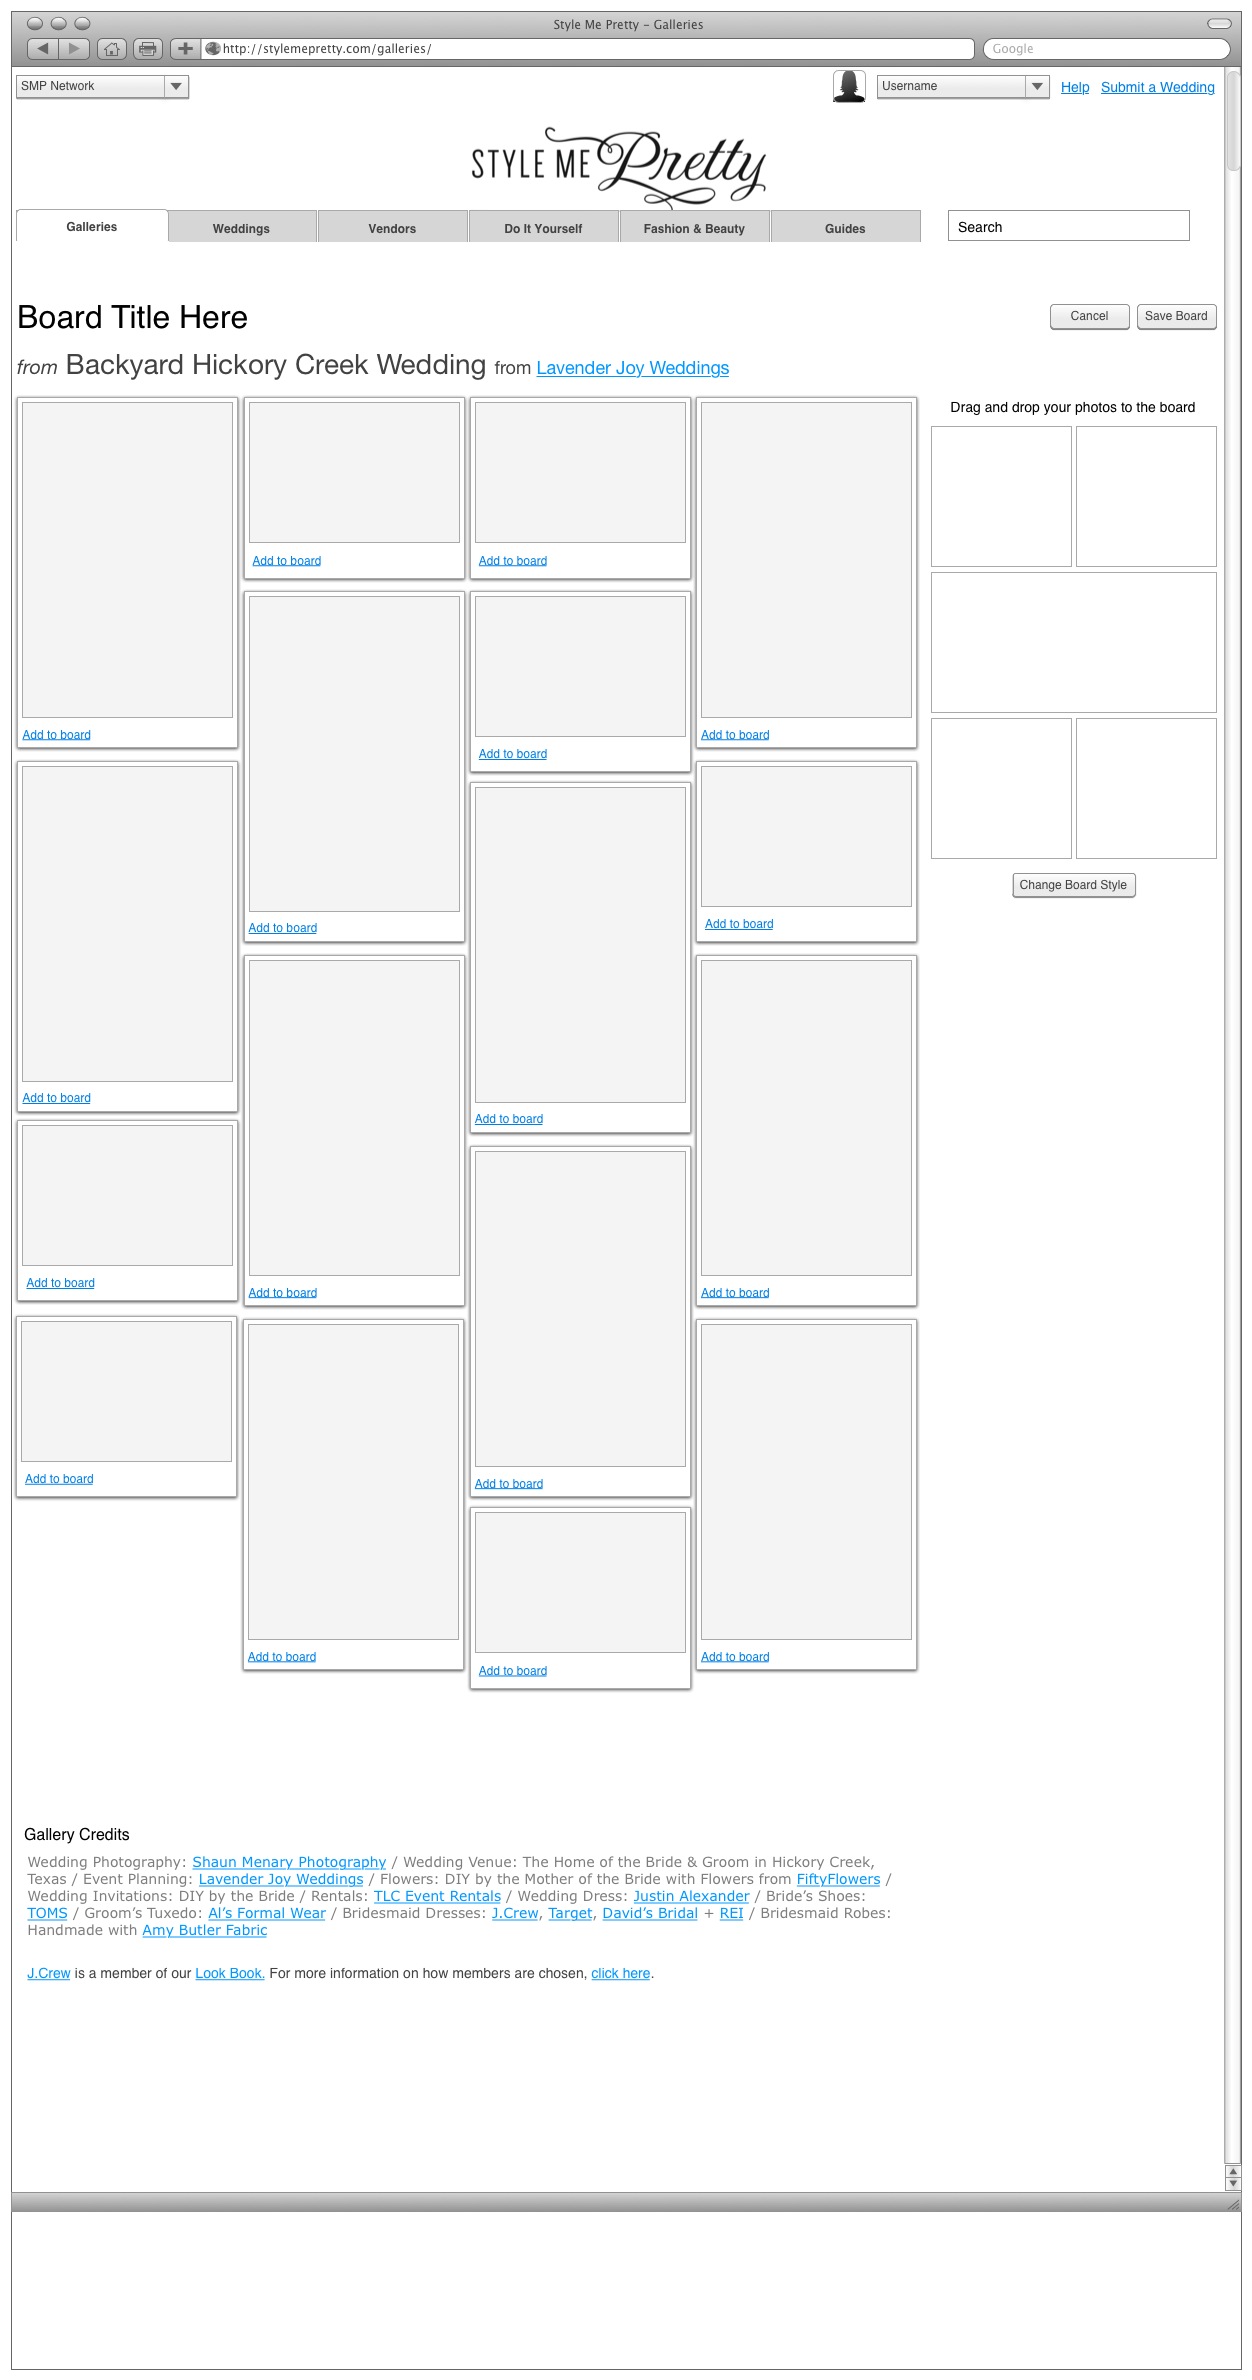 Style Me Pretty – Galleries
http://stylemepretty.com/galleries/
Google
SMP Network
Username
Help
Submit a Wedding
STYLE ME Pretty
Galleries
Weddings
Vendors
Do It Yourself
Fashion & Beauty
Guides
Search
Board Title Here
Cancel
Save Board
from Backyard Hickory Creek Wedding from Lavender Joy Weddings
Drag and drop your photos to the board
Add to board
Add to board
Add to board
Add to board
Add to board
Add to board
Change Board Style
Add to board
Add to board
Add to board
Add to board
Add to board
Add to board
Add to board
Add to board
Add to board
Add to board
Add to board
Gallery Credits
Wedding Photography: Shaun Menary Photography / Wedding Venue: The Home of the Bride & Groom in Hickory Creek,
Texas / Event Planning: Lavender Joy Weddings / Flowers: DIY by the Mother of the Bride with Flowers from FiftyFlowers /
Wedding Invitations: DIY by the Bride / Rentals: TLC Event Rentals / Wedding Dress: Justin Alexander / Bride's Shoes:
TOMS / Groom's Tuxedo: Al's Formal Wear / Bridesmaid Dresses: J.Crew, Target, David's Bridal + REI / Bridesmaid Robes:
Handmade with Amy Butler Fabric
J.Crew is a member of our Look Book. For more information on how members are chosen, click here.